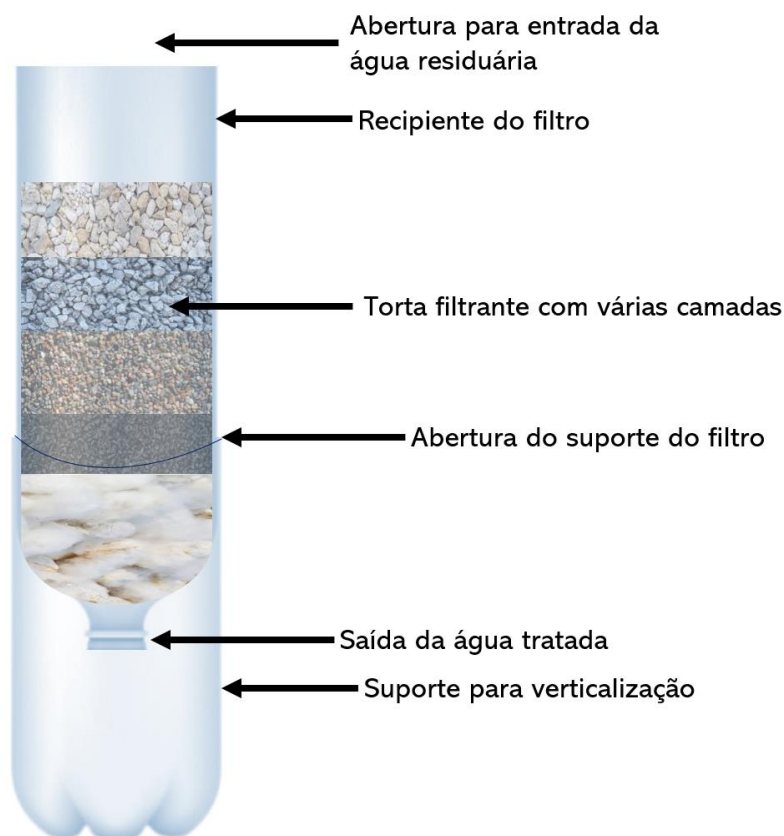 Abertura para entrada da
água residuária
Recipiente do filtro
Torta filtrante com várias camadas
Abertura do suporte do filtro
Saída da água tratada
Suporte para verticalização